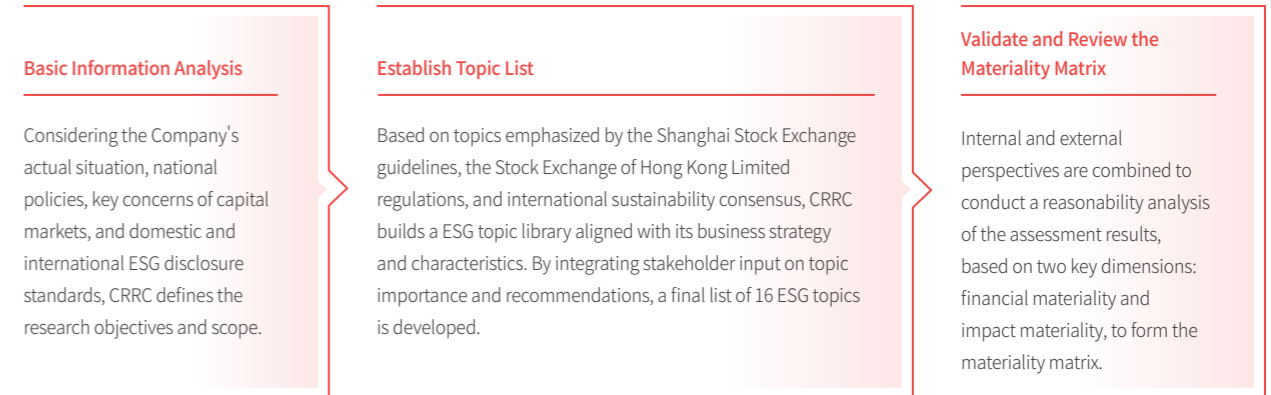 Basic Information Analysis
Considering the Company's
actual situation, national
policies, key concerns of capital
markets, and domestic and
international ESG disclosure
standards, CRRC defines the
research objectives and scope.
Establish Topic List
Based on topics emphasized by the Shanghai Stock Exchange
guidelines, the Stock Exchange of Hong Kong Limited
regulations, and international sustainability consensus, CRRC
builds a ESG topic library aligned with its business strategy
and characteristics. By integrating stakeholder input on topic
importance and recommendations, a final list of 16 ESG topics
is developed.
Validate and Review the
Materiality Matrix
Internal and external
perspectives are combined to
conduct a reasonability analysis
of the assessment results,
based on two key dimensions:
financial materiality and
impact materiality, to form the
materiality matrix.